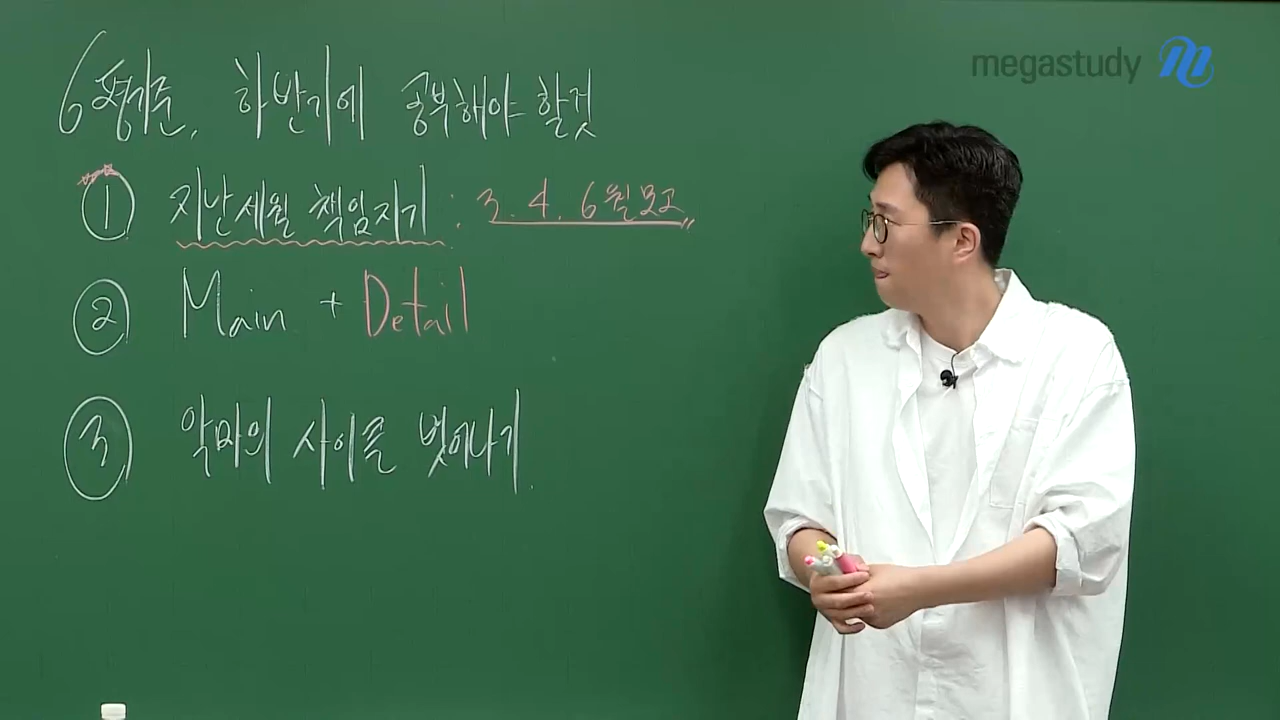 megastudy
6평기준, 하반기에 공부해야 할것
① 지난세월 책임지기 : 3. 4. 6월모고
② Main + Detail
③ 악마의 사이클 벗어나기.